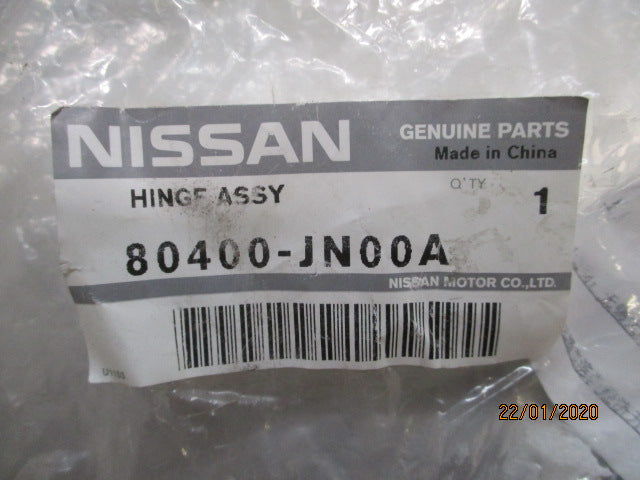 NISSAN
GENUINE PARTS
Made in China
HINGE ASSY
Q'TY
1
80400-JN00A
NISSAN MOTOR CO.,LTD.
22/01/2020